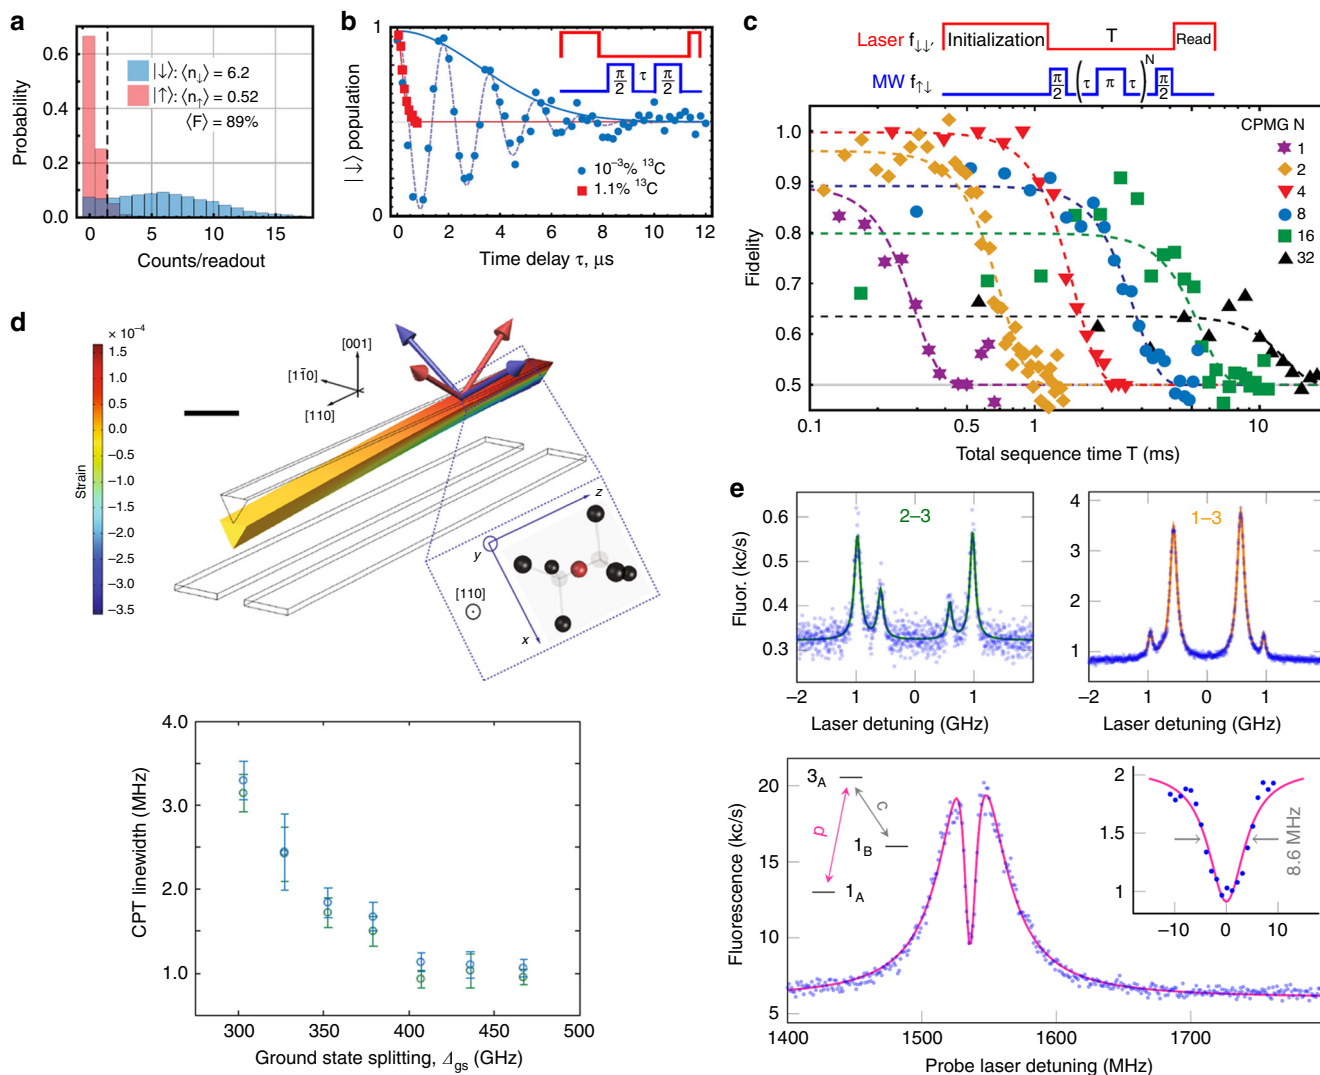 a
0.6
0.4
0.2
0.0
Probability
|↓⟩: ⟨n↓⟩ = 6.2
|↑⟩: ⟨n↑⟩ = 0.52
⟨F⟩ = 89%
0 5 10 15
Counts/readout
b
1
0
|↓⟩ population
π/2 τ π/2
10⁻³% ¹³C
1.1% ¹³C
0 2 4 6 8 10 12
Time delay τ, μs
c
Laser f↓↓′ Initialization T Read
MW f↑↓ π/2 (τ π τ)ᴺ π/2
CPMG N
1
2
4
8
16
32
1.0
0.9
0.8
0.7
0.6
0.5
Fidelity
0.1 0.5 1 5 10
Total sequence time T (ms)
d
× 10⁻⁴
1.5
1.0
0.5
0.0
−0.5
−1.0
−1.5
−2.0
−2.5
−3.0
−3.5
Strain
[001]
[11̄0]
[110]
z
y
x
[110]
4.0
3.0
2.0
1.0
CPT linewidth (MHz)
300 350 400 450 500
Ground state splitting, Δgs (GHz)
e
0.6
0.5
0.4
0.3
Fluor. (kc/s)
2–3
−2 1 0 1
Laser detuning (GHz)
4
3
2
1
1–3
−2 1 0 1
Laser detuning (GHz)
20
15
10
5
Fluorescence (kc/s)
3A
p
c
1B
1A
2
1.5
1
8.6 MHz
−10 0 10
1400 1500 1600 1700
Probe laser detuning (MHz)